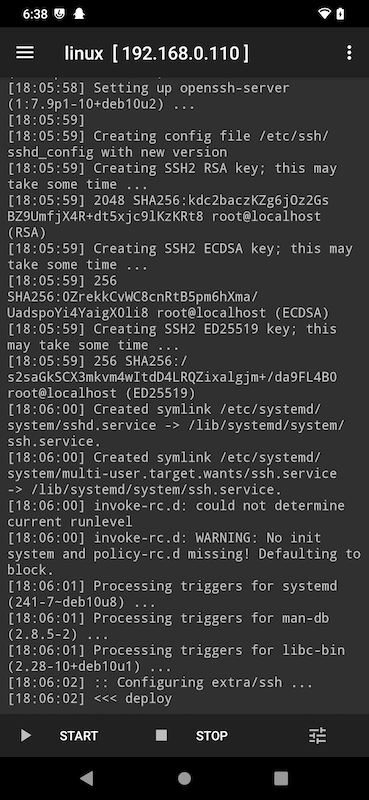 6:38
linux [ 192.168.0.110 ]
[18:05:58] Setting up openssh-server
(1:7.9p1-10+deb10u2) ...
[18:05:59]
[18:05:59] Creating config file /etc/ssh/
sshd_config with new version
[18:05:59] Creating SSH2 RSA key; this may
take some time ...
[18:05:59] 2048 SHA256:kdc2baczKZg6jOz2Gs
BZ9UmfjX4R+dt5xjc9lKzKRt8 root@localhost
(RSA)
[18:05:59] Creating SSH2 ECDSA key; this may
take some time ...
[18:05:59] 256
SHA256:0ZrekkCvWC8cnRtB5pm6hXma/
UadspoYi4YaigX0li8 root@localhost (ECDSA)
[18:05:59] Creating SSH2 ED25519 key; this
may take some time ...
[18:05:59] 256 SHA256:/
s2saGkSCX3mkvm4wItdD4LRQZixalgjm+/da9FL4B0
root@localhost (ED25519)
[18:06:00] Created symlink /etc/systemd/
system/sshd.service -> /lib/systemd/system/
ssh.service.
[18:06:00] Created symlink /etc/systemd/
system/multi-user.target.wants/ssh.service
-> /lib/systemd/system/ssh.service.
[18:06:00] invoke-rc.d: could not determine
current runlevel
[18:06:00] invoke-rc.d: WARNING: No init
system and policy-rc.d missing! Defaulting to
block.
[18:06:01] Processing triggers for systemd
(241-7~deb10u8) ...
[18:06:01] Processing triggers for man-db
(2.8.5-2) ...
[18:06:01] Processing triggers for libc-bin
(2.28-10+deb10u1) ...
[18:06:02] :: Configuring extra/ssh ...
[18:06:02] <<< deploy
START STOP